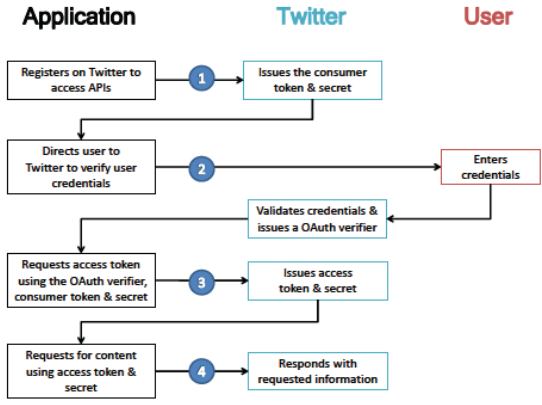 Application
Twitter
User
Registers on Twitter to
access APIs
1
Issues the consumer
token & secret
Directs user to
Twitter to verify user
credentials
2
Enters
credentials
Validates credentials &
issues a OAuth verifier
Requests access token
using the OAuth verifier,
consumer token & secret
3
Issues access
token & secret
Requests for content
using access token &
secret
4
Responds with
requested information